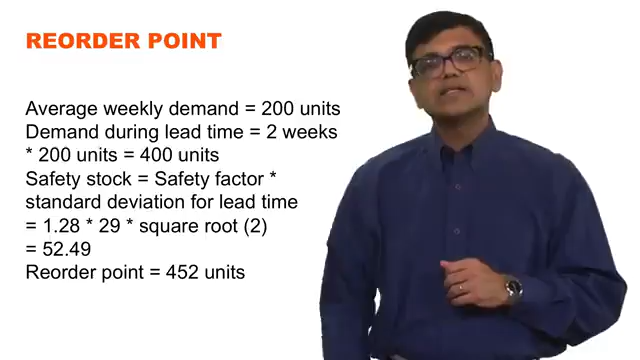 REORDER POINT
Average weekly demand = 200 units
Demand during lead time = 2 weeks
* 200 units = 400 units
Safety stock = Safety factor *
standard deviation for lead time
= 1.28 * 29 * square root (2)
= 52.49
Reorder point = 452 units